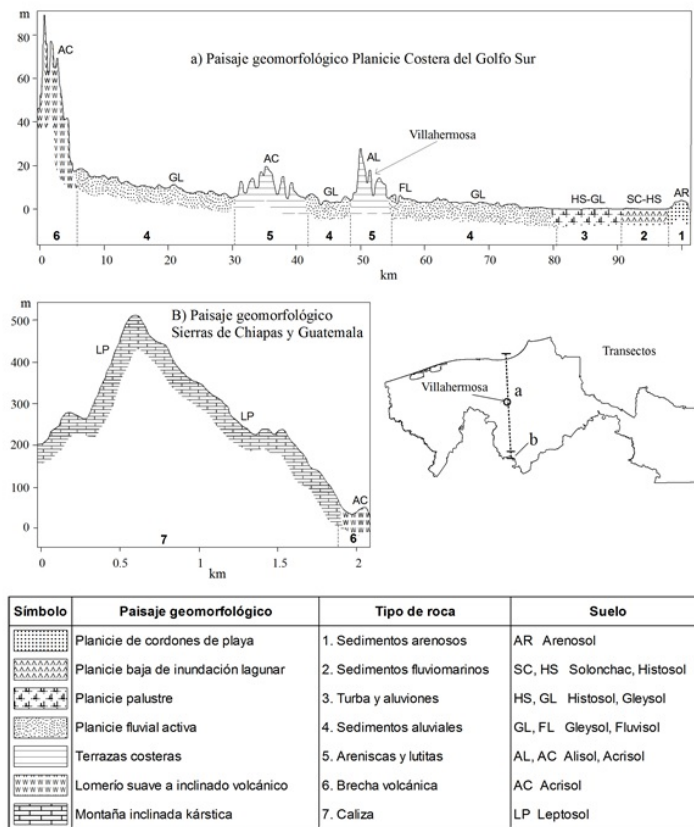 m
a) Paisaje geomorfológico Planicie Costera del Golfo Sur
80
60
40
20
0
AC
GL
AC
GL
AL
Villahermosa
FL
GL
HS-GL
SC-HS
AR
6
4
5
4
5
4
3
2
1
0 10 20 30 40 50 60 70 80 90
km
m
B) Paisaje geomorfológico
Sierras de Chiapas y Guatemala
500
400
300
200
100
0
LP
LP
AC
7
6
0 0.5 1 1.5 2
km
Transectos
Villahermosa
a
b
Símbolo Paisaje geomorfológico Tipo de roca Suelo
Planicie de cordones de playa 1. Sedimentos arenosos AR Arenosol
Planicie baja de inundación lagunar 2. Sedimentos fluviomarinos SC, HS Solonchac, Histosol
Planicie palustre 3. Turba y aluviones HS, GL Histosol, Gleysol
Planicie fluvial activa 4. Sedimentos aluviales GL, FL Gleysol, Fluvisol
Terrazas costeras 5. Areniscas y lutitas AL, AC Alisol, Acrisol
Lomerío suave a inclinado volcánico 6. Brecha volcánica AC Acrisol
Montaña inclinada kárstica 7. Caliza LP Leptosol